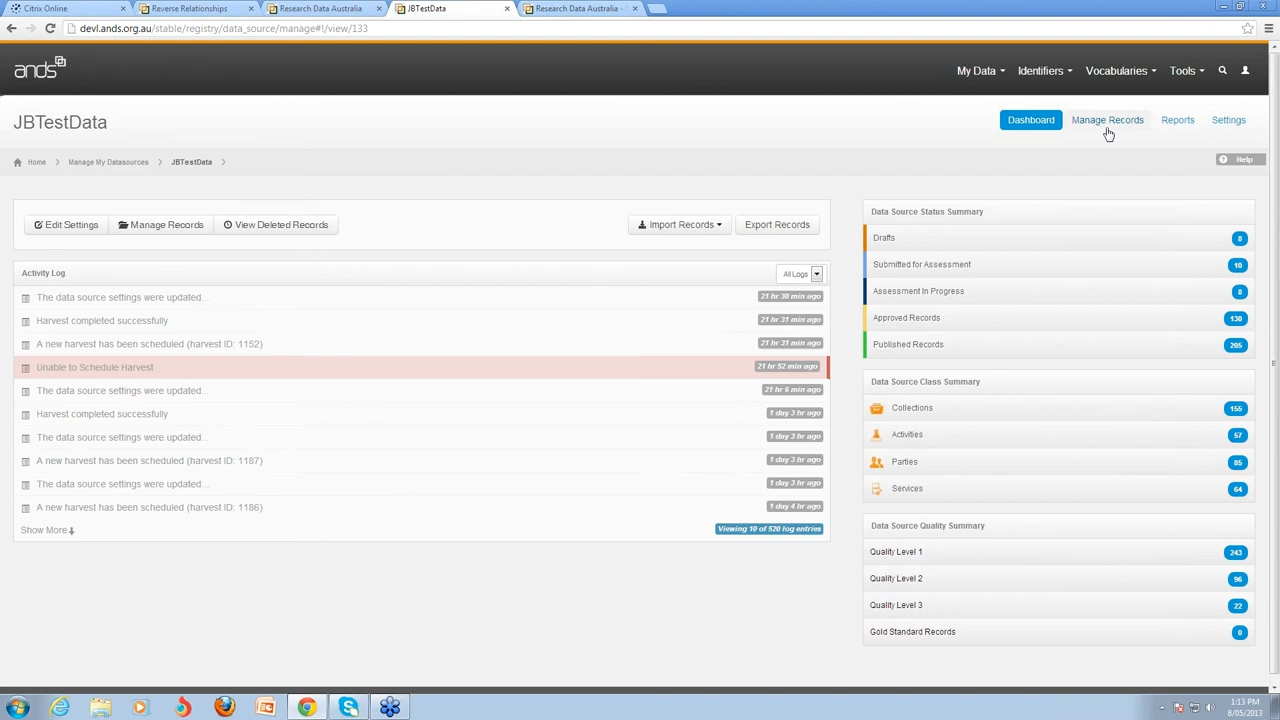 Citrix Online
Reverse Relationships
Research Data Australia
JBTestData
Research Data Australia - S
devl.ands.org.au/stable/registry/data_source/manage#!/view/133
ands
My Data
Identifiers
Vocabularies
Tools
JBTestData
Dashboard
Manage Records
Reports
Settings
Home
Manage My Datasources
JBTestData
Help
Edit Settings
Manage Records
View Deleted Records
Import Records
Export Records
Activity Log
All Logs
The data source settings were updated...
21 hr 30 min ago
Harvest completed successfully
21 hr 31 min ago
A new harvest has been scheduled (harvest ID: 1152)
21 hr 31 min ago
Unable to Schedule Harvest
21 hr 52 min ago
The data source settings were updated...
21 hr 6 min ago
Harvest completed successfully
1 day 3 hr ago
The data source settings were updated...
1 day 3 hr ago
A new harvest has been scheduled (harvest ID: 1187)
1 day 3 hr ago
The data source settings were updated...
1 day 3 hr ago
A new harvest has been scheduled (harvest ID: 1186)
1 day 4 hr ago
Show More
Viewing 10 of 520 log entries
Data Source Status Summary
Drafts 8
Submitted for Assessment 10
Assessment In Progress 8
Approved Records 130
Published Records 205
Data Source Class Summary
Collections 155
Activities 57
Parties 85
Services 64
Data Source Quality Summary
Quality Level 1 243
Quality Level 2 96
Quality Level 3 22
Gold Standard Records 0
1:13 PM
8/05/2013